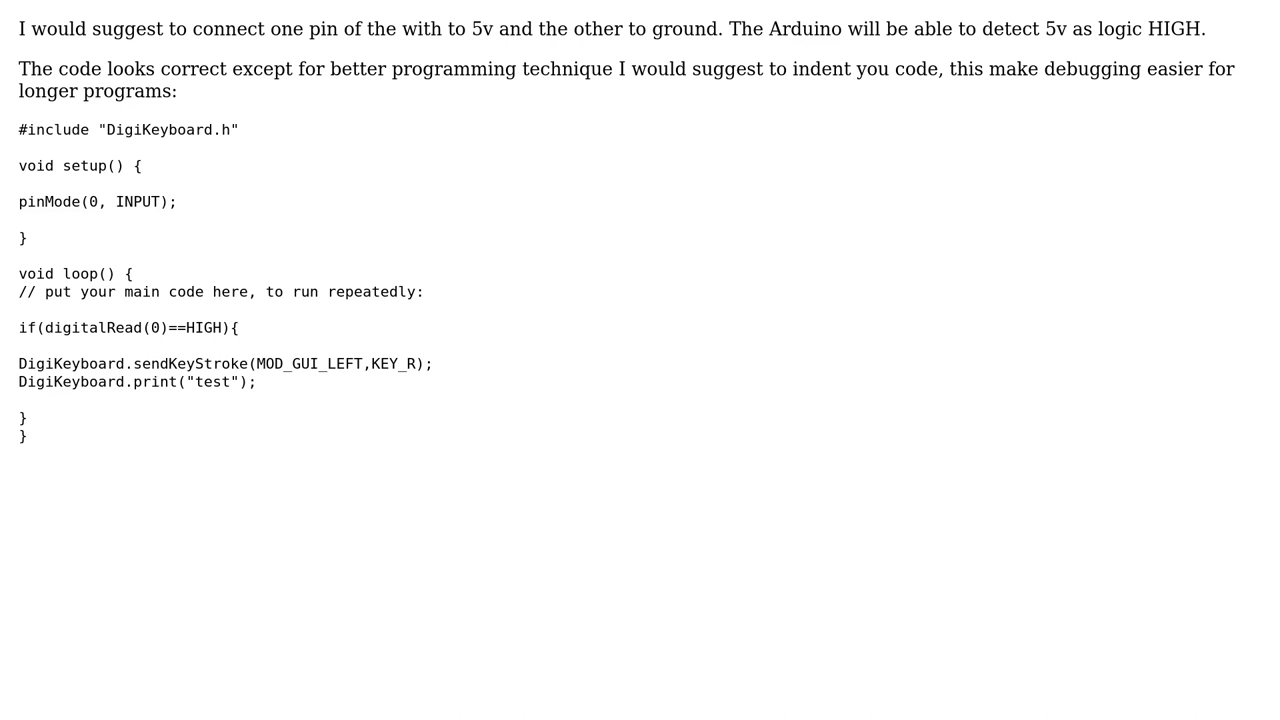 I would suggest to connect one pin of the with to 5v and the other to ground. The Arduino will be able to detect 5v as logic HIGH.
The code looks correct except for better programming technique I would suggest to indent you code, this make debugging easier for
longer programs:
#include "DigiKeyboard.h"
void setup() {
pinMode(0, INPUT);
}
void loop() {
// put your main code here, to run repeatedly:
if(digitalRead(0)==HIGH){
DigiKeyboard.sendKeyStroke(MOD_GUI_LEFT,KEY_R);
DigiKeyboard.print("test");
}
}